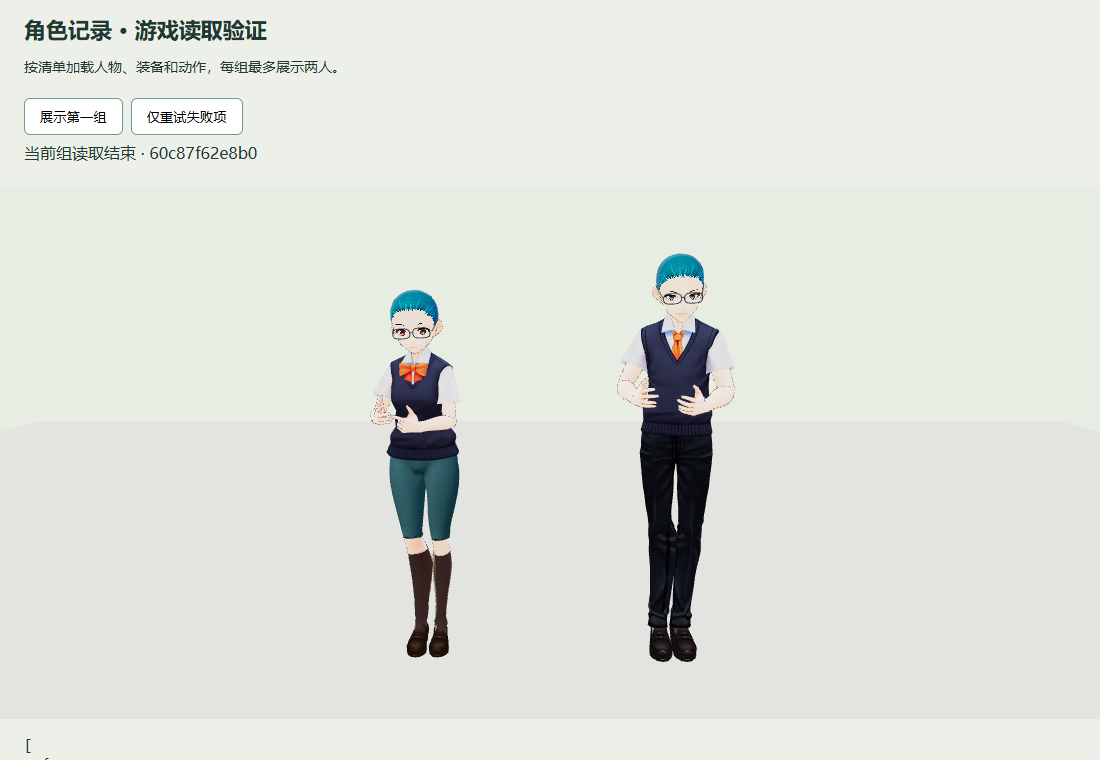 角色记录 • 游戏读取验证
按清单加载人物、装备和动作，每组最多展示两人。
展示第一组
仅重试失败项
当前组读取结束 · 60c87f62e8b0
[